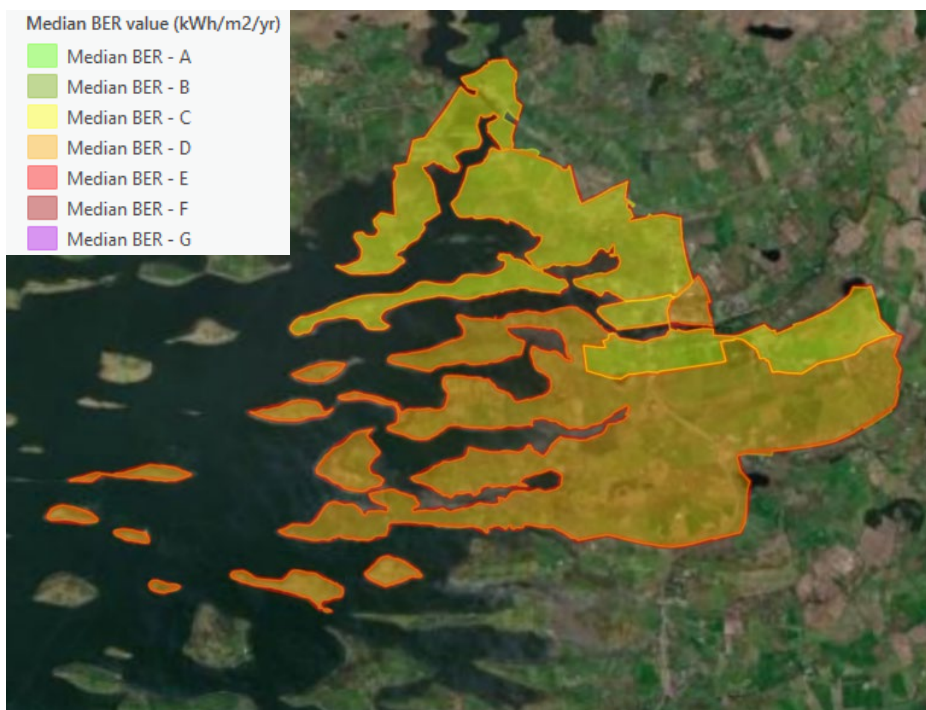 Median BER value (kWh/m2/yr)
Median BER - A
Median BER - B
Median BER - C
Median BER - D
Median BER - E
Median BER - F
Median BER - G